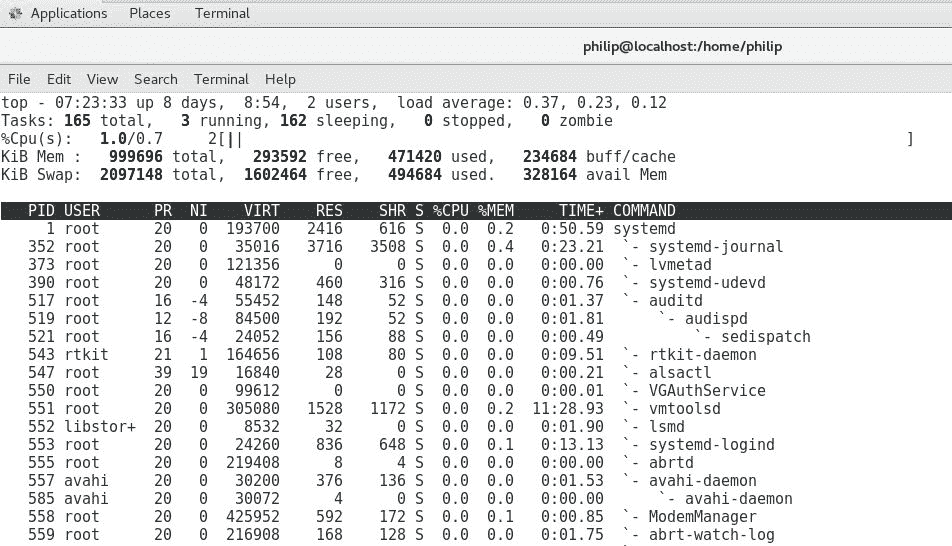 Applications Places Terminal
philip@localhost:/home/philip
File Edit View Search Terminal Help
top - 07:23:33 up 8 days,  8:54,  2 users,  load average: 0.37, 0.23, 0.12
Tasks: 165 total,   3 running, 162 sleeping,   0 stopped,   0 zombie
%Cpu(s):   1.0/0.7     2[||                                                                          ]
KiB Mem :   999696 total,   293592 free,   471420 used,   234684 buff/cache
KiB Swap:  2097148 total,  1602464 free,   494684 used.   328164 avail Mem
PID USER      PR  NI    VIRT    RES    SHR S %CPU %MEM     TIME+ COMMAND
1 root      20   0  193700   2416    616 S  0.0  0.2   0:50.59 systemd
352 root      20   0   35016   3716   3508 S  0.0  0.4   0:23.21  `- systemd-journal
373 root      20   0  121356      0      0 S  0.0  0.0   0:00.00  `- lvmetad
390 root      20   0   48172    460    316 S  0.0  0.0   0:00.76  `- systemd-udevd
517 root      16  -4   55452    148     52 S  0.0  0.0   0:01.37  `- auditd
519 root      12  -8   84500    192     52 S  0.0  0.0   0:01.81      `- audispd
521 root      16  -4   24052    156     88 S  0.0  0.0   0:00.49          `- sedispatch
543 rtkit     21   1  164656    108     80 S  0.0  0.0   0:09.51  `- rtkit-daemon
547 root      39  19   16840     28      0 S  0.0  0.0   0:00.21  `- alsactl
550 root      20   0   99612      0      0 S  0.0  0.0   0:00.01  `- VGAuthService
551 root      20   0  305080   1528   1172 S  0.0  0.2  11:28.93  `- vmtoolsd
552 libstor+  20   0    8532     32      0 S  0.0  0.0   0:01.90  `- lsmd
553 root      20   0   24260    836    648 S  0.0  0.1   0:13.13  `- systemd-logind
555 root      20   0  219408      8      4 S  0.0  0.0   0:00.00  `- abrtd
557 avahi     20   0   30200    376    136 S  0.0  0.0   0:01.53  `- avahi-daemon
585 avahi     20   0   30072      4      0 S  0.0  0.0   0:00.00      `- avahi-daemon
558 root      20   0  425952    592    172 S  0.0  0.1   0:00.85  `- ModemManager
559 root      20   0  216908    168    128 S  0.0  0.0   0:01.75  `- abrt-watch-log